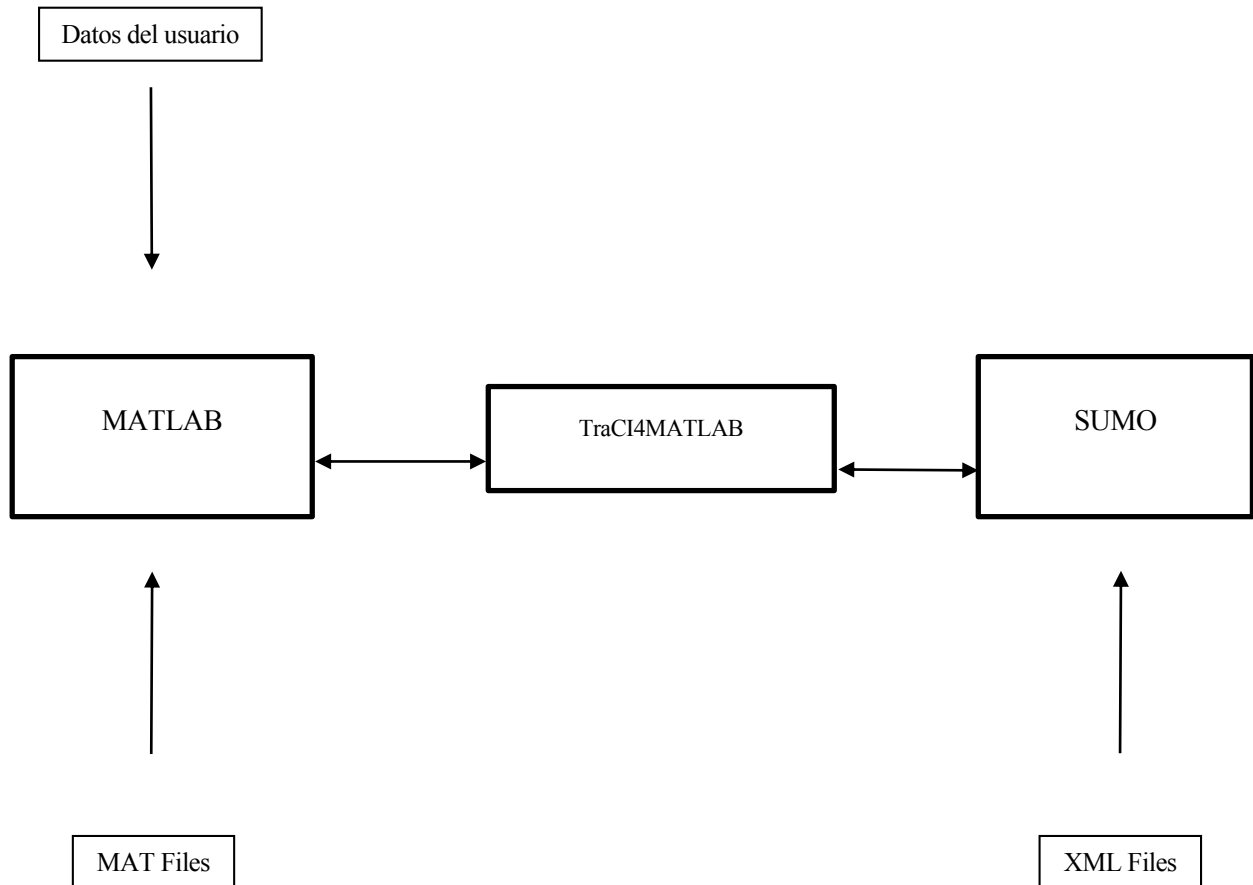 Datos del usuario
MATLAB
TraCI4MATLAB
SUMO
MAT Files
XML Files